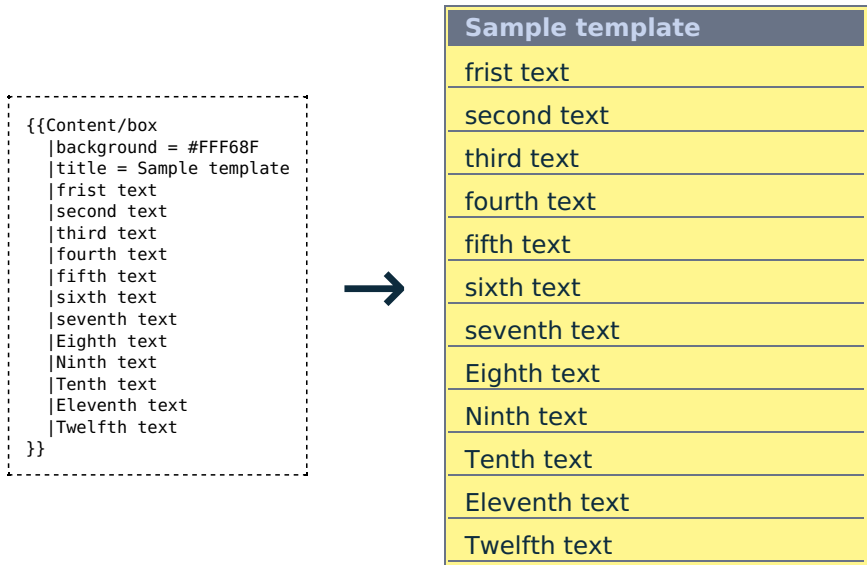 {{Content/box
|background = #FFF68F
|title = Sample template
|frist text
|second text
|third text
|fourth text
|fifth text
|sixth text
|seventh text
|Eighth text
|Ninth text
|Tenth text
|Eleventh text
|Twelfth text
}}
→
Sample template
frist text
second text
third text
fourth text
fifth text
sixth text
seventh text
Eighth text
Ninth text
Tenth text
Eleventh text
Twelfth text